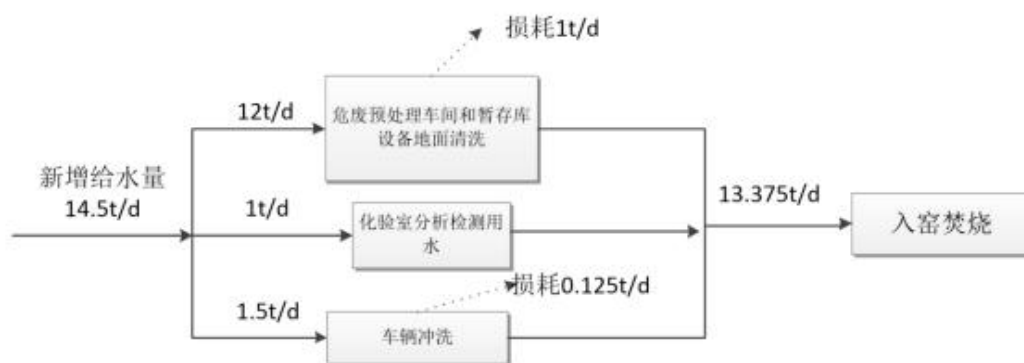 损耗1t/d
12t/d
危废预处理车间和暂存库
设备地面清洗
新增给水量
14.5t/d
1t/d
化验室分析检测用
水
13.375t/d
入窑焚烧
损耗0.125t/d
1.5t/d
车辆冲洗